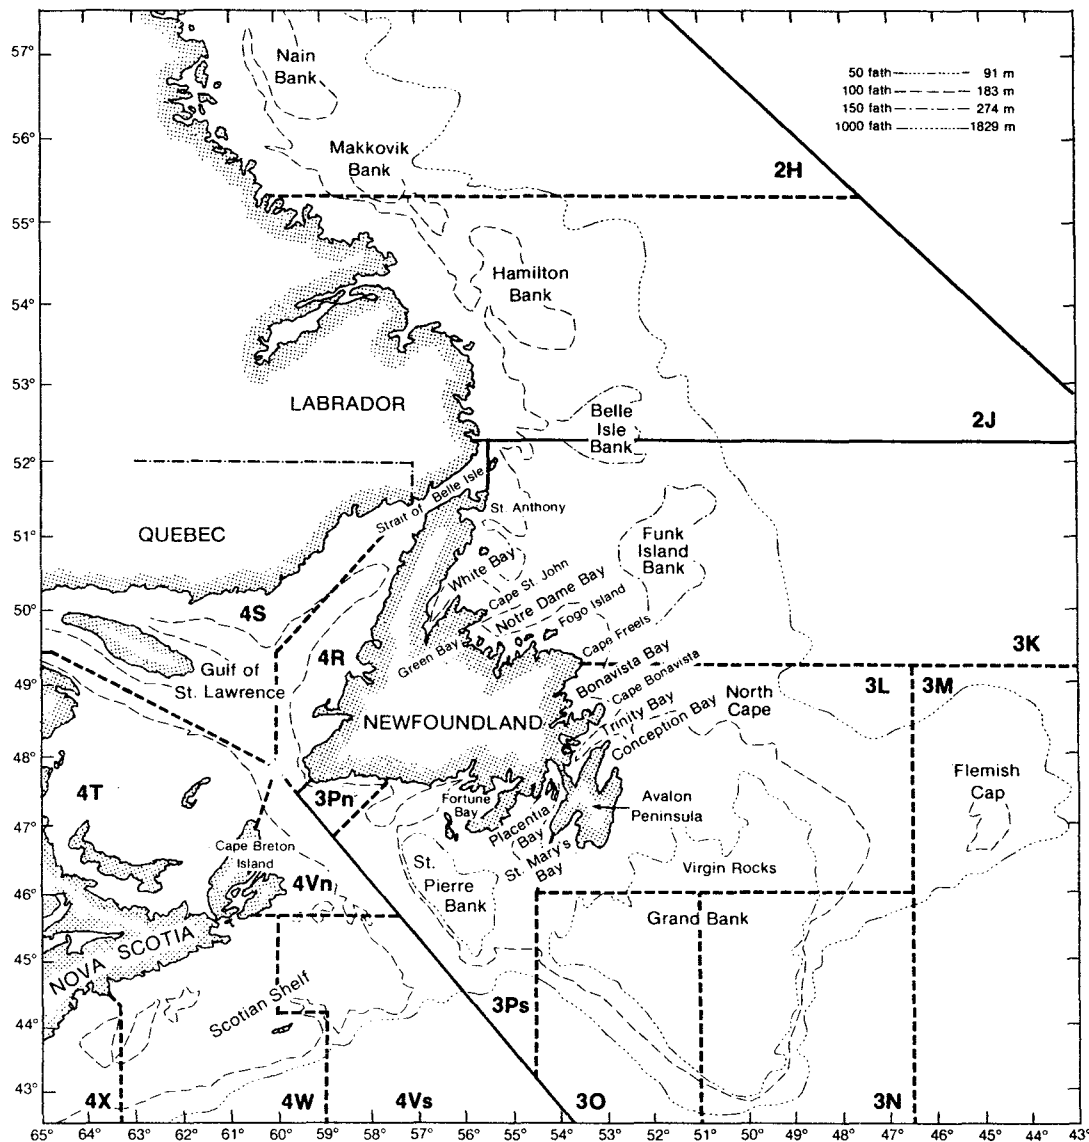 57°
56°
55°
54°
53°
52°
51°
50°
49°
48°
47°
46°
45°
44°
43°
50 fath 91 m
100 fath 183 m
150 fath 274 m
1000 fath 1829 m
Nain
Bank
Makkovik
Bank
2H
Hamilton
Bank
LABRADOR
Belle
Isle
Bank
2J
Strait of Belle Isle
St. Anthony
QUEBEC
Funk
Island
Bank
White Bay
Cape St. John
Notre Dame Bay
Fogo Island
4S
Green Bay
Cape Freels
3K
4R
Gulf of
St. Lawrence
Bonavista Bay
Cape Bonavista
Trinity Bay
Conception Bay
North
Cape
3L
3M
NEWFOUNDLAND
Flemish
Cap
4T
3Pn
Fortune
Bay
Placentia
Bay
St. Mary's
Bay
Avalon
Peninsula
Cape Breton
Island
4Vn
St.
Pierre
Bank
Virgin Rocks
Grand Bank
NOVA SCOTIA
Scotian Shelf
3Ps
4X
4W
4Vs
3O
3N
65° 64° 63° 62° 61° 60° 59° 58° 57° 56° 55° 54° 53° 52° 51° 50° 49° 48° 47° 46° 45° 44° 43°